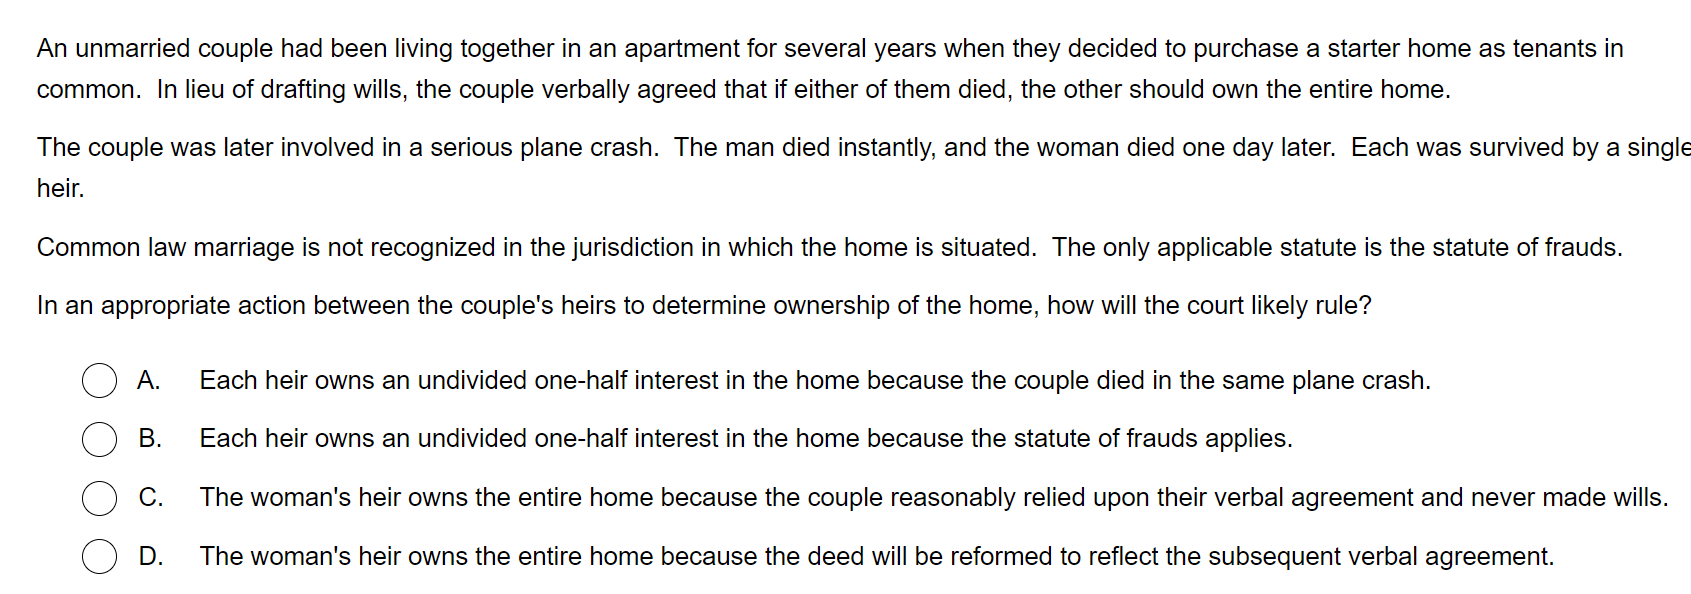 An unmarried couple had been living together in an apartment for several years when they decided to purchase a starter home as tenants in
common.  In lieu of drafting wills, the couple verbally agreed that if either of them died, the other should own the entire home.
The couple was later involved in a serious plane crash.  The man died instantly, and the woman died one day later.  Each was survived by a single
heir.
Common law marriage is not recognized in the jurisdiction in which the home is situated.  The only applicable statute is the statute of frauds.
In an appropriate action between the couple's heirs to determine ownership of the home, how will the court likely rule?
A. Each heir owns an undivided one-half interest in the home because the couple died in the same plane crash.
B. Each heir owns an undivided one-half interest in the home because the statute of frauds applies.
C. The woman's heir owns the entire home because the couple reasonably relied upon their verbal agreement and never made wills.
D. The woman's heir owns the entire home because the deed will be reformed to reflect the subsequent verbal agreement.